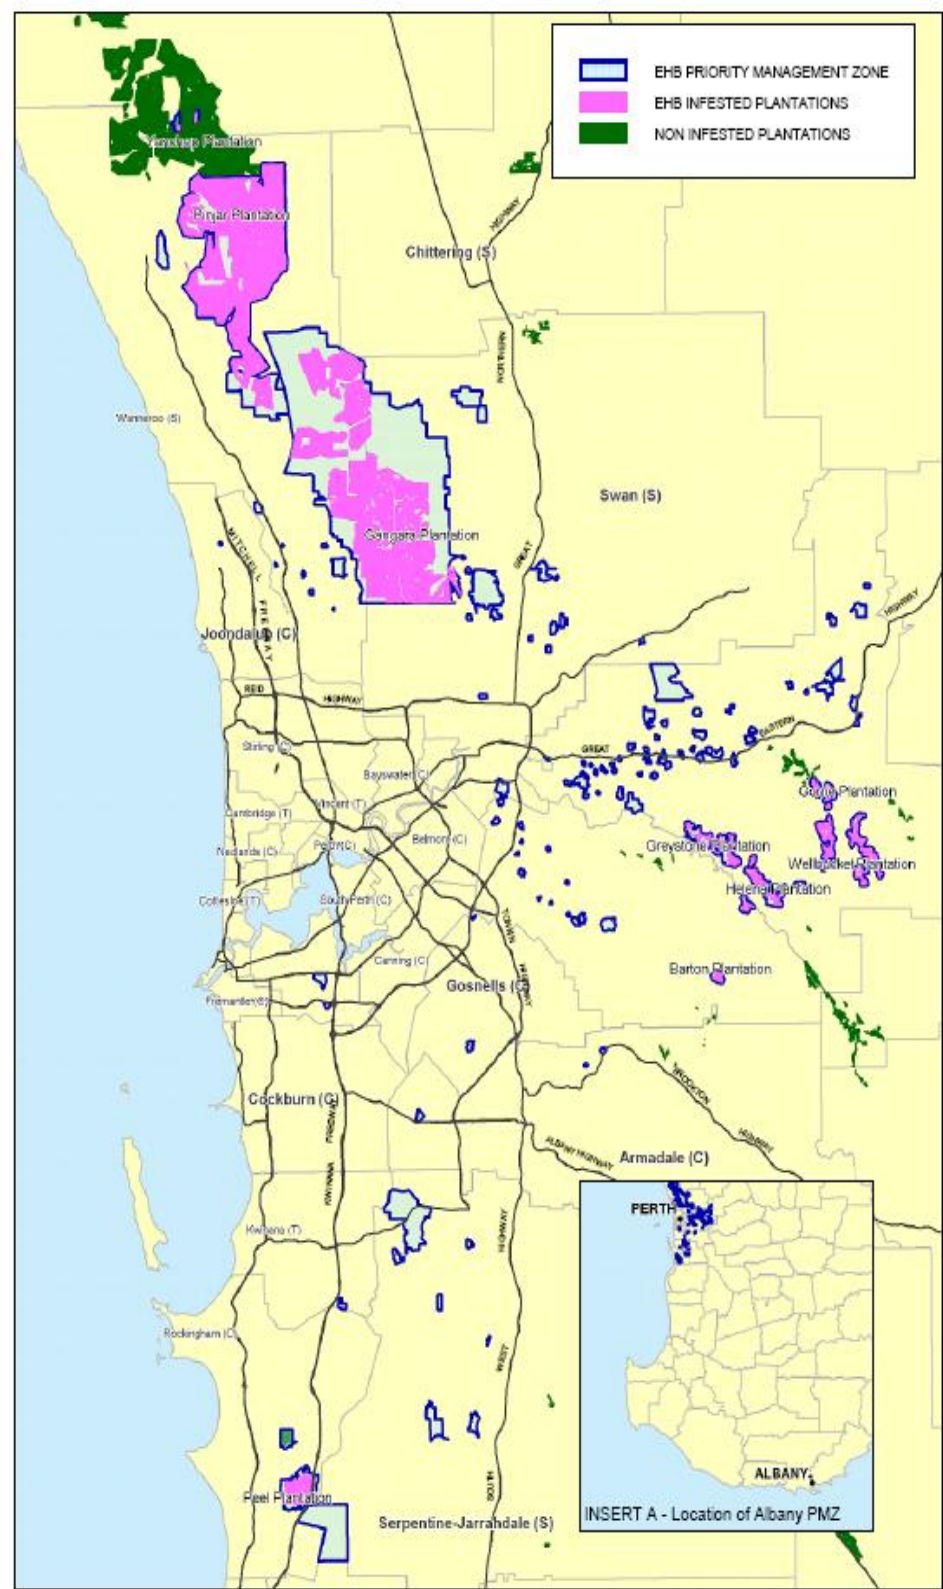 EHB PRIORITY MANAGEMENT ZONE
EHB INFESTED PLANTATIONS
NON INFESTED PLANTATIONS
Yanchep Plantation
Pinjar Plantation
HIGHWAY
Chittering (S)
NORTHERN
Wanneroo (S)
Swan (S)
Gnangara Plantation
MITCHELL
FREEWAY
GREAT
HIGHWAY
Joondalup (C)
REID
HIGHWAY
Stirling (C)
GREAT
EASTERN
Bayswater (C)
Vincent (T)
Cambridge (T)
Belmont (C)
Perth (C)
Nedlands (C)
Greystone Plantation
Wellbucket Plantation
Helena Plantation
Cottesloe (T)
South Perth (C)
TONKIN
HIGHWAY
Canning (C)
Barton Plantation
Gosnells (C)
Fremantle (C)
BROOKTON
HIGHWAY
Cockburn (C)
FREEWAY
KWINANA
ALBANY HIGHWAY
Armadale (C)
PERTH
Kwinana (T)
HIGHWAY
Rockingham (C)
WEST
SOUTH
Peel Plantation
Serpentine-Jarrahdale (S)
ALBANY
INSERT A - Location of Albany PMZ